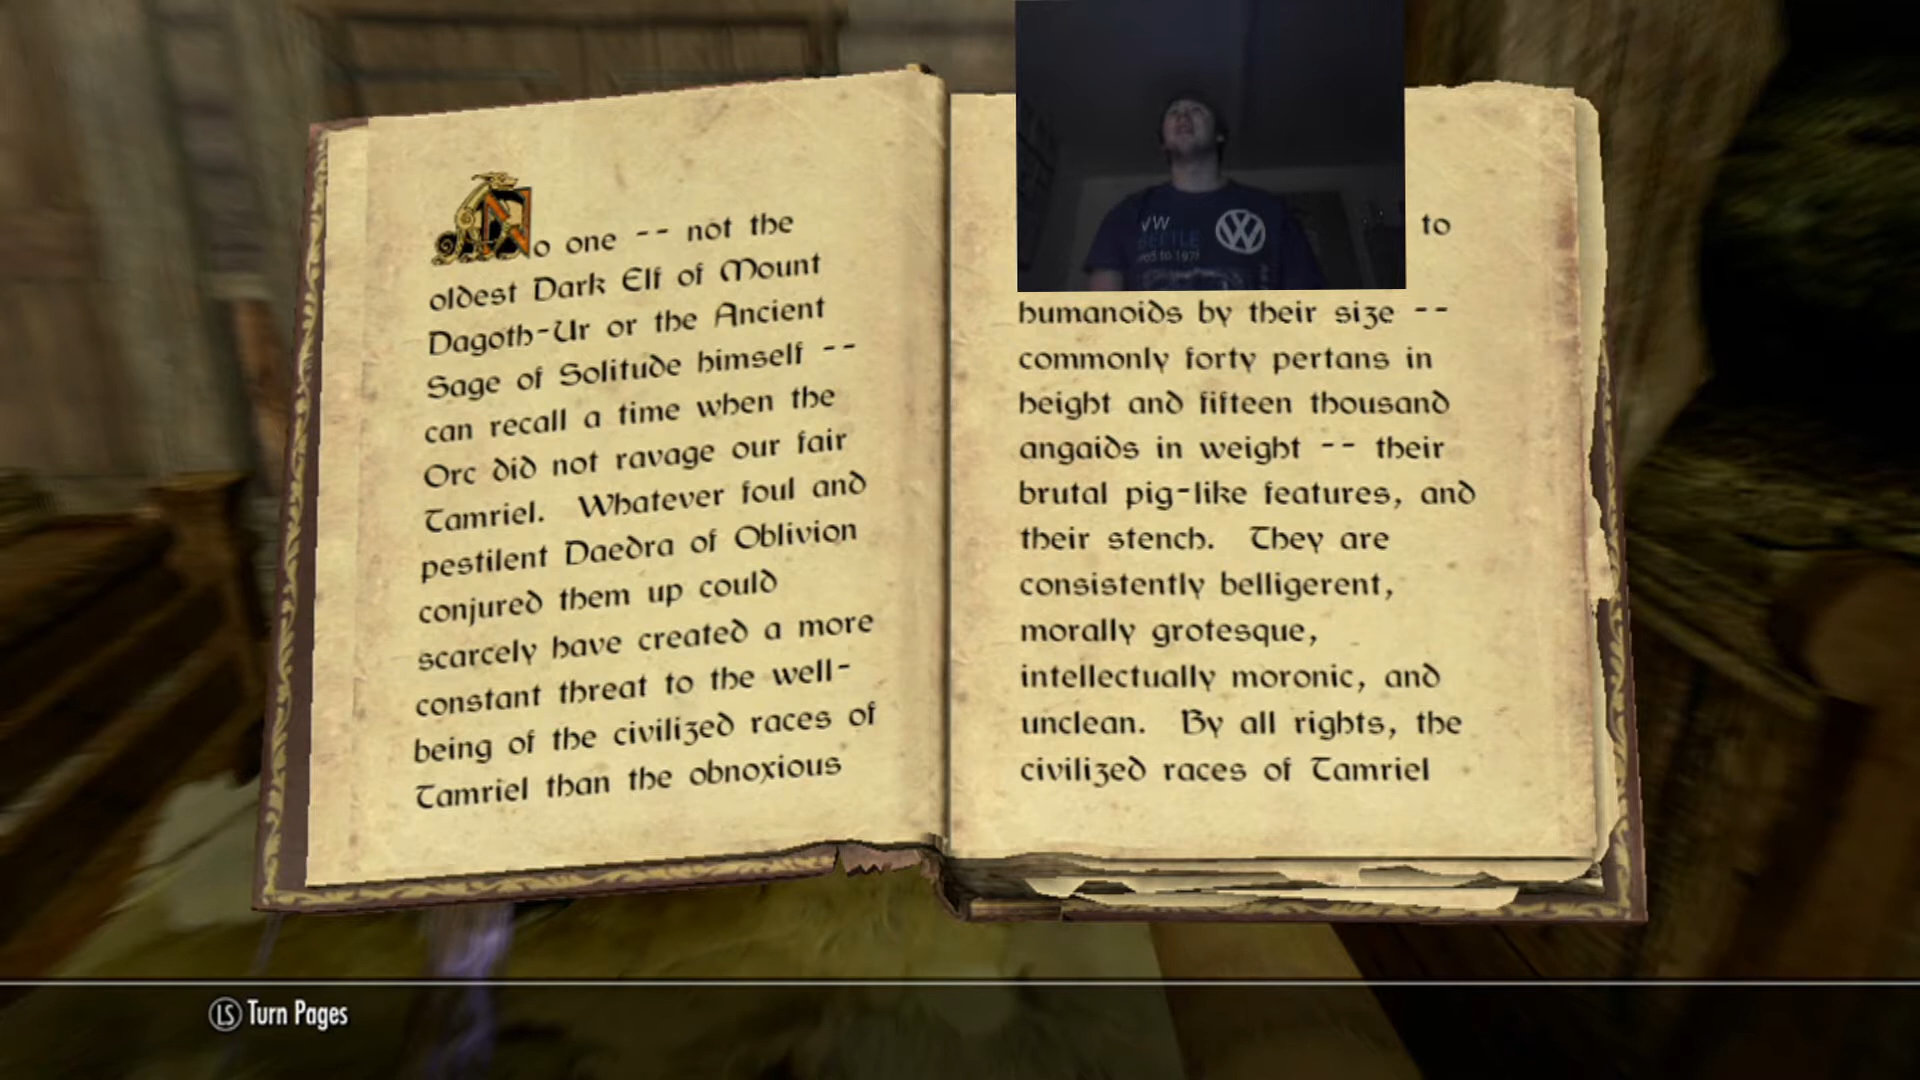 No one -- not the
oldest Dark Elf of Mount
Dagoth-Ur or the Ancient
Sage of Solitude himself --
can recall a time when the
Orc did not ravage our fair
Tamriel. Whatever foul and
pestilent Daedra of Oblivion
conjured them up could
scarcely have created a more
constant threat to the well-
being of the civilized races of
Tamriel than the obnoxious
to
humanoids by their size --
commonly forty pertans in
height and fifteen thousand
angaids in weight -- their
brutal pig-like features, and
their stench. They are
consistently belligerent,
morally grotesque,
intellectually moronic, and
unclean. By all rights, the
civilized races of Tamriel
VW
BEETLE
to 197
VW
LS Turn Pages